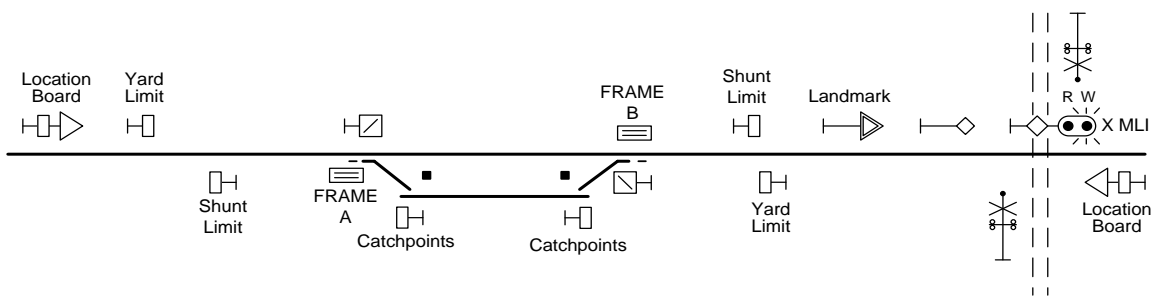 Location
Board
Yard
Limit
FRAME
B
Shunt
Limit
Landmark
R W
X MLI
Shunt
Limit
FRAME
A
Catchpoints
Catchpoints
Yard
Limit
Location
Board